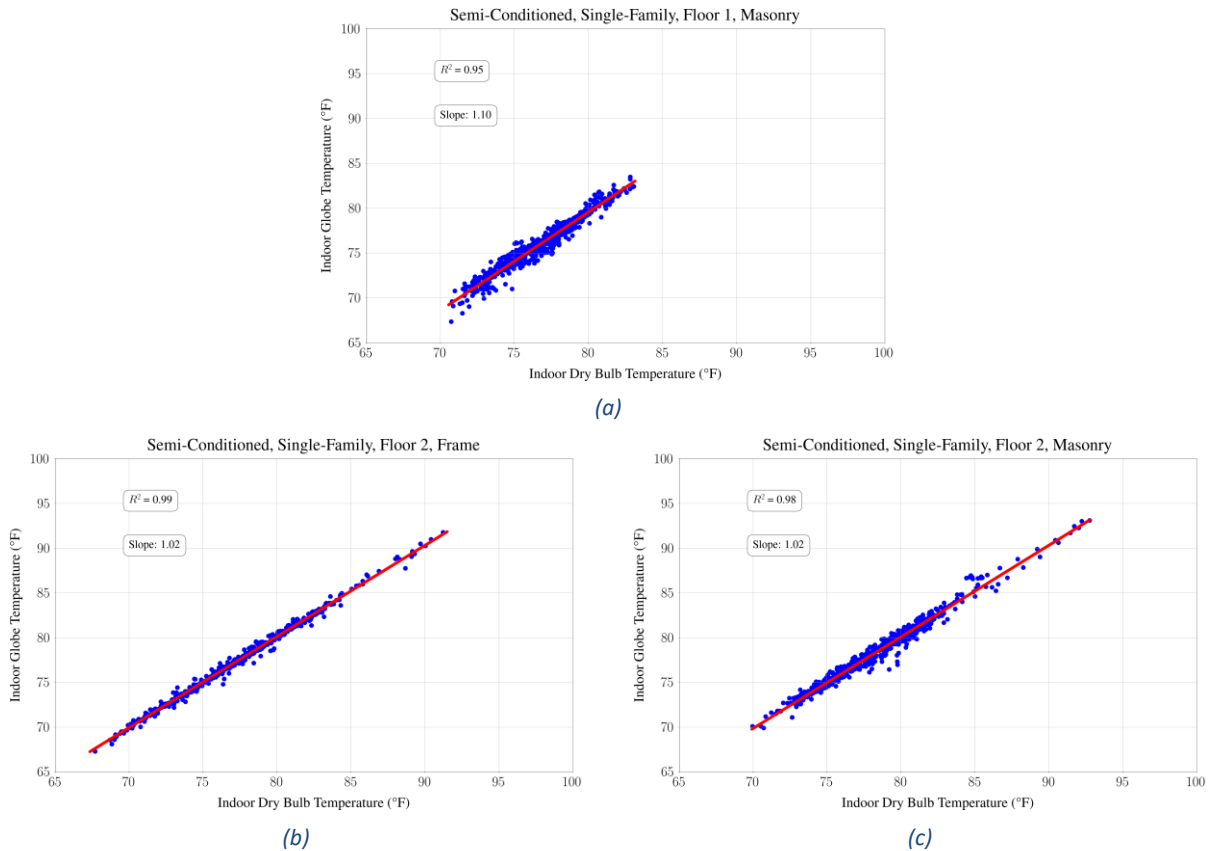 Semi-Conditioned, Single-Family, Floor 1, Masonry
100
95
90
85
80
75
70
65
R² = 0.95
Slope: 1.10
Indoor Globe Temperature (°F)
65 70 75 80 85 90 95 100
Indoor Dry Bulb Temperature (°F)
(a)
Semi-Conditioned, Single-Family, Floor 2, Frame
100
95
90
85
80
75
70
65
R² = 0.99
Slope: 1.02
Indoor Globe Temperature (°F)
65 70 75 80 85 90 95 100
Indoor Dry Bulb Temperature (°F)
(b)
Semi-Conditioned, Single-Family, Floor 2, Masonry
100
95
90
85
80
75
70
65
R² = 0.98
Slope: 1.02
Indoor Globe Temperature (°F)
65 70 75 80 85 90 95 100
Indoor Dry Bulb Temperature (°F)
(c)